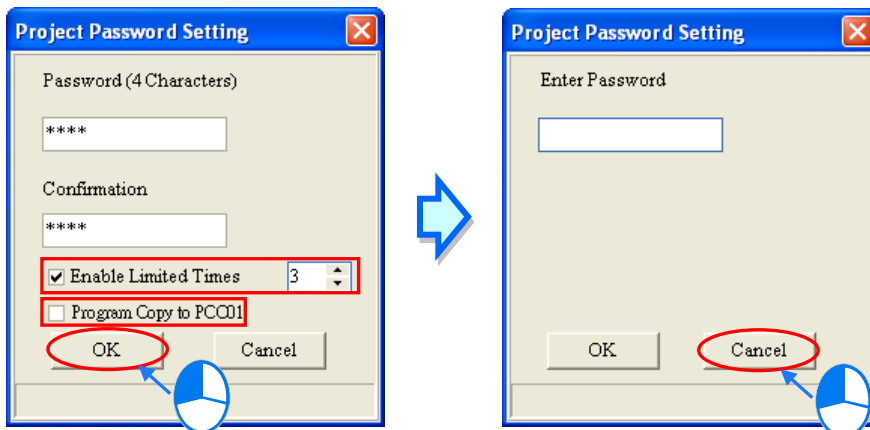 Project Password Setting
Password (4 Characters)
****
Confirmation
****
Enable Limited Times 3
Program Copy to PCC01
OK Cancel
Project Password Setting
Enter Password
OK Cancel